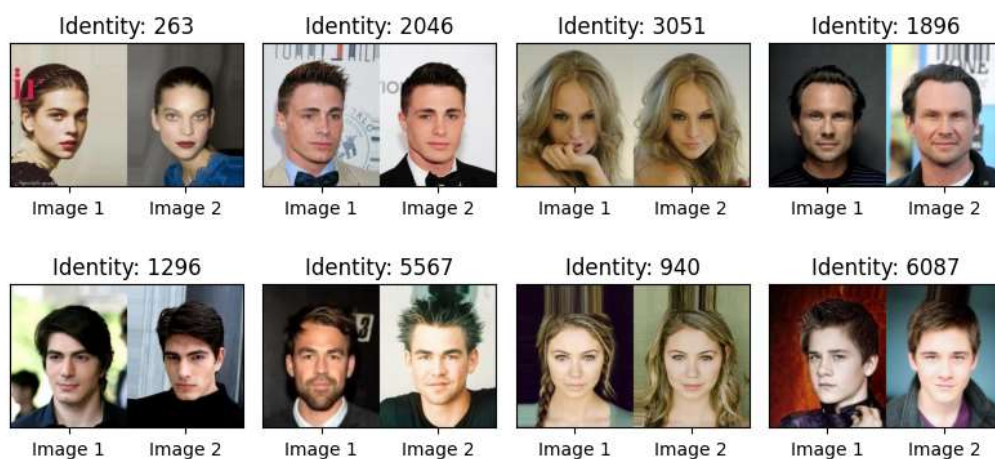 Identity: 263
Identity: 2046
Identity: 3051
Identity: 1896
Image 1
Image 2
Image 1
Image 2
Image 1
Image 2
Image 1
Image 2
Identity: 1296
Identity: 5567
Identity: 940
Identity: 6087
Image 1
Image 2
Image 1
Image 2
Image 1
Image 2
Image 1
Image 2